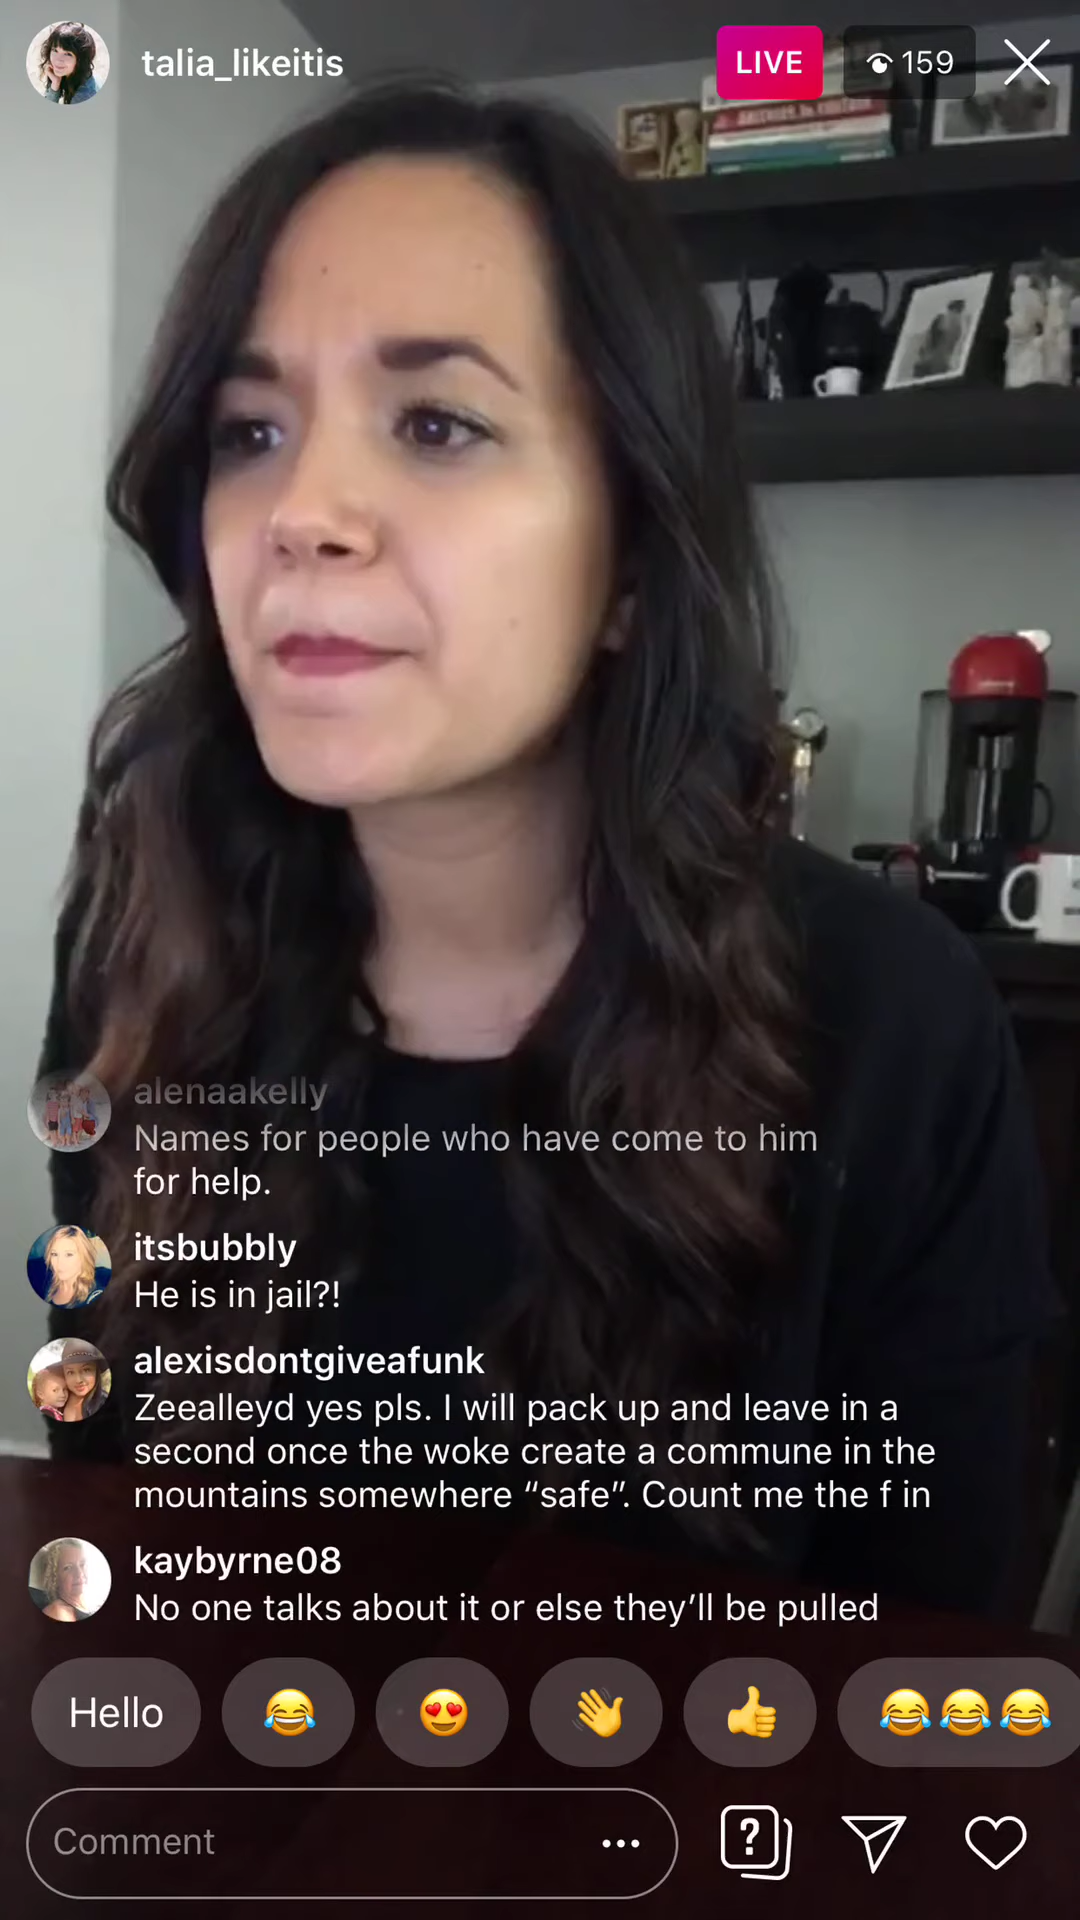 talia_likeitis
LIVE
159
alenaakelly
Names for people who have come to him
for help.
itsbubbly
He is in jail?!
alexisdontgiveafunk
Zeealleyd yes pls. I will pack up and leave in a
second once the woke create a commune in the
mountains somewhere “safe”. Count me the f in
kaybyrne08
No one talks about it or else they’ll be pulled
Hello
Comment